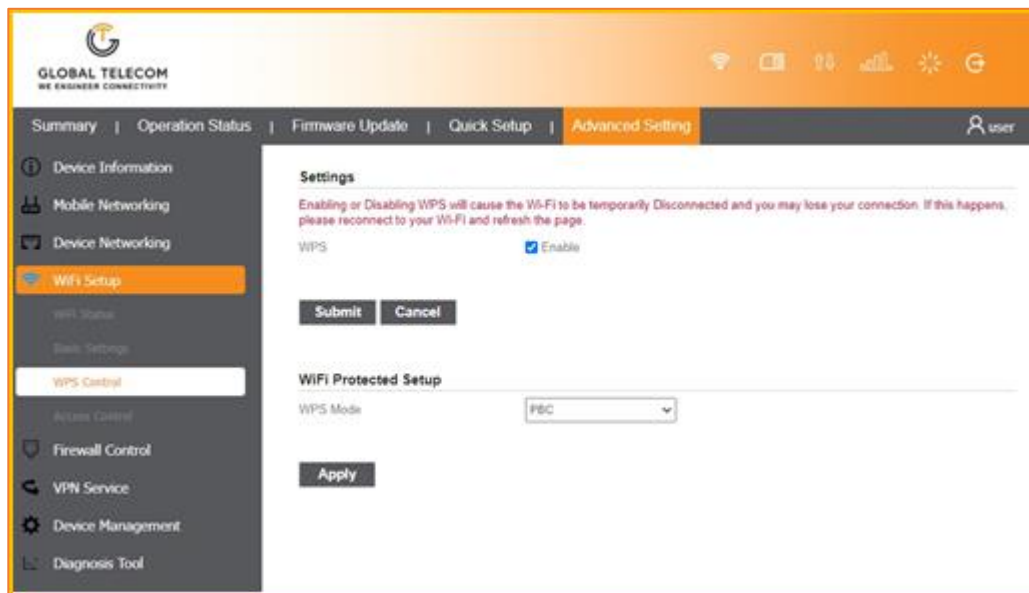 GLOBAL TELECOM
WE ENGINEER CONNECTIVITY
Summary | Operation Status | Firmware Update | Quick Setup | Advanced Setting
user
Device Information
Mobile Networking
Device Networking
WiFi Setup
WiFi Status
Basic Settings
WPS Control
Access Control
Firewall Control
VPN Service
Device Management
Diagnosis Tool
Settings
Enabling or Disabling WPS will cause the Wi-Fi to be temporarily Disconnected and you may lose your connection. If this happens,
please reconnect to your Wi-Fi and refresh the page.
WPS Enable
Submit Cancel
WiFi Protected Setup
WPS Mode PBC
Apply